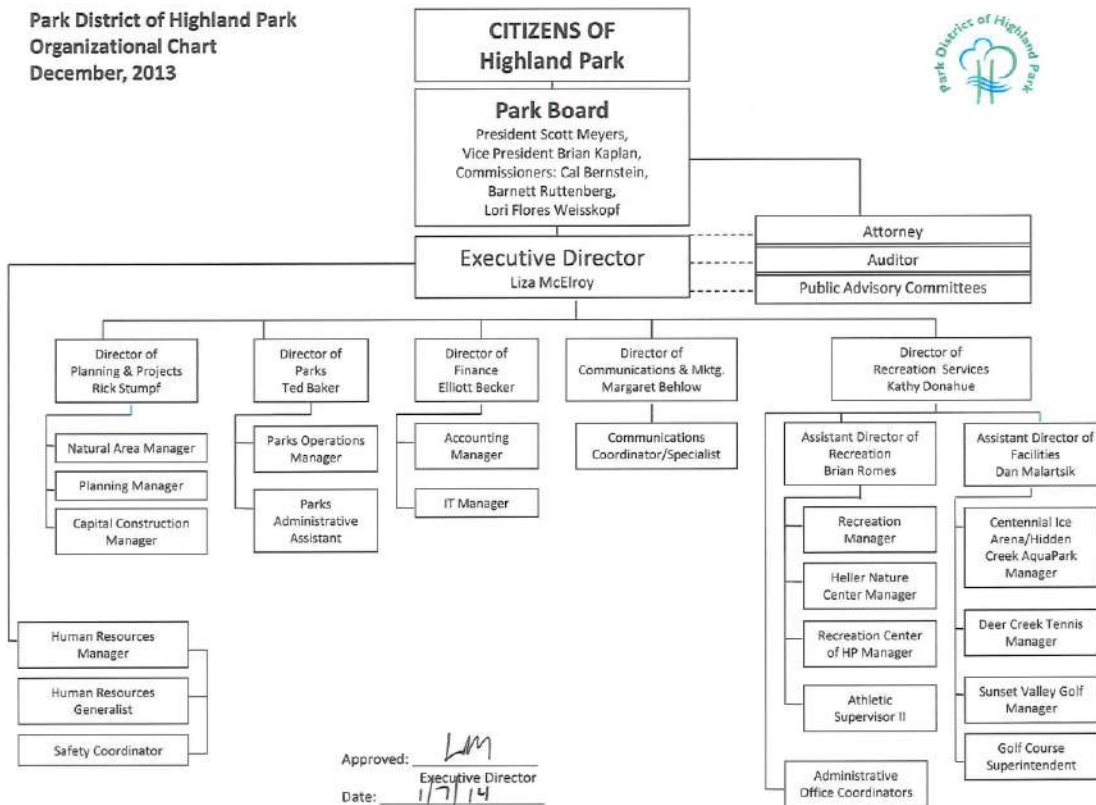 Park District of Highland Park
Organizational Chart
December, 2013
CITIZENS OF
Highland Park
Park District of Highland Park
Park Board
President Scott Meyers,
Vice President Brian Kaplan,
Commissioners: Cal Bernstein,
Barnett Ruttenberg,
Lori Flores Weisskopf
Executive Director
Liza McElroy
Attorney
Auditor
Public Advisory Committees
Director of
Planning & Projects
Rick Stumpf
Director of
Parks
Ted Baker
Director of
Finance
Elliott Becker
Director of
Communications & Mktg.
Margaret Behlow
Director of
Recreation Services
Kathy Donahue
Natural Area Manager
Planning Manager
Capital Construction
Manager
Parks Operations
Manager
Parks
Administrative
Assistant
Accounting
Manager
IT Manager
Communications
Coordinator/Specialist
Assistant Director of
Recreation
Brian Romes
Assistant Director of
Facilities
Dan Malartsik
Recreation
Manager
Heller Nature
Center Manager
Recreation Center
of HP Manager
Athletic
Supervisor II
Centennial Ice
Arena/Hidden
Creek AquaPark
Manager
Deer Creek Tennis
Manager
Sunset Valley Golf
Manager
Golf Course
Superintendent
Administrative
Office Coordinators
Human Resources
Manager
Human Resources
Generalist
Safety Coordinator
Approved: LM
Executive Director
Date: 1/7/14